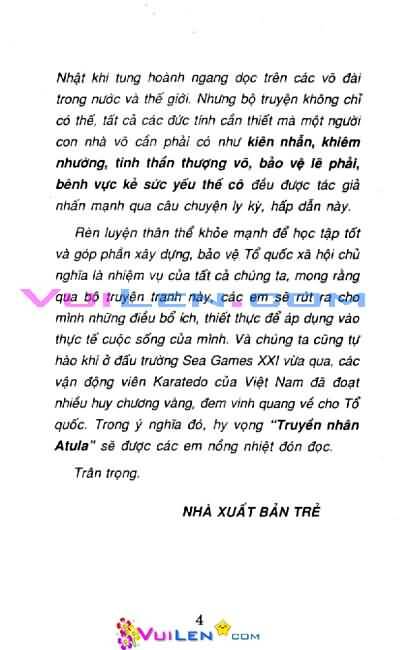 Nhật khi tung hoành ngang dọc trên các võ đài
trong nước và thế giới. Nhưng bộ truyện không chỉ
có thế, tất cả các đức tính cần thiết mà một người
con nhà võ cần phải có như kiên nhẫn, khiêm
nhường, tinh thần thượng võ, bảo vệ lẽ phải,
bênh vực kẻ sức yếu thế cô đều được tác giả
nhấn mạnh qua câu chuyện ly kỳ, hấp dẫn này.
Rèn luyện thân thể khỏe mạnh để học tập tốt
và góp phần xây dựng, bảo vệ Tổ quốc xã hội chủ
nghĩa là nhiệm vụ của tất cả chúng ta, mong rằng
qua bộ truyện tranh này, các em sẽ rút ra cho
mình những điều bổ ích, thiết thực để áp dụng vào
thực tế cuộc sống của mình. Và chúng ta cũng tự
hào khi ở đấu trường Sea Games XXI vừa qua, các
vận động viên Karatedo của Việt Nam đã đoạt
nhiều huy chương vàng, đem vinh quang về cho Tổ
quốc. Trong ý nghĩa đó, hy vọng "Truyền nhân
Atula" sẽ được các em nồng nhiệt đón đọc.
Trân trọng.
NHÀ XUẤT BẢN TRẺ
VUILEN.COM
4
VUILEN.COM